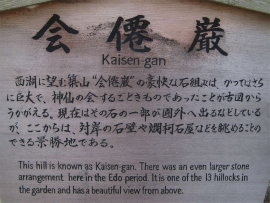 会僊巌
Kaisen-gan
西湖に望む築山“会僊巌”の豪快な石組みは、かつてはさら
に巨大で、神仙の会するところのものであったことが古図から
うかがえる。現在はその石の一部が園外へ出るなどしている
が、ここからは、対岸の石壁や爛柯石屋などを眺めることの
できる景勝地である。
This hill is known as Kaisen-gan. There was an even larger stone
arrangement here in the Edo period. It is one of the 13 hillocks in
the garden and has a beautiful view from above.